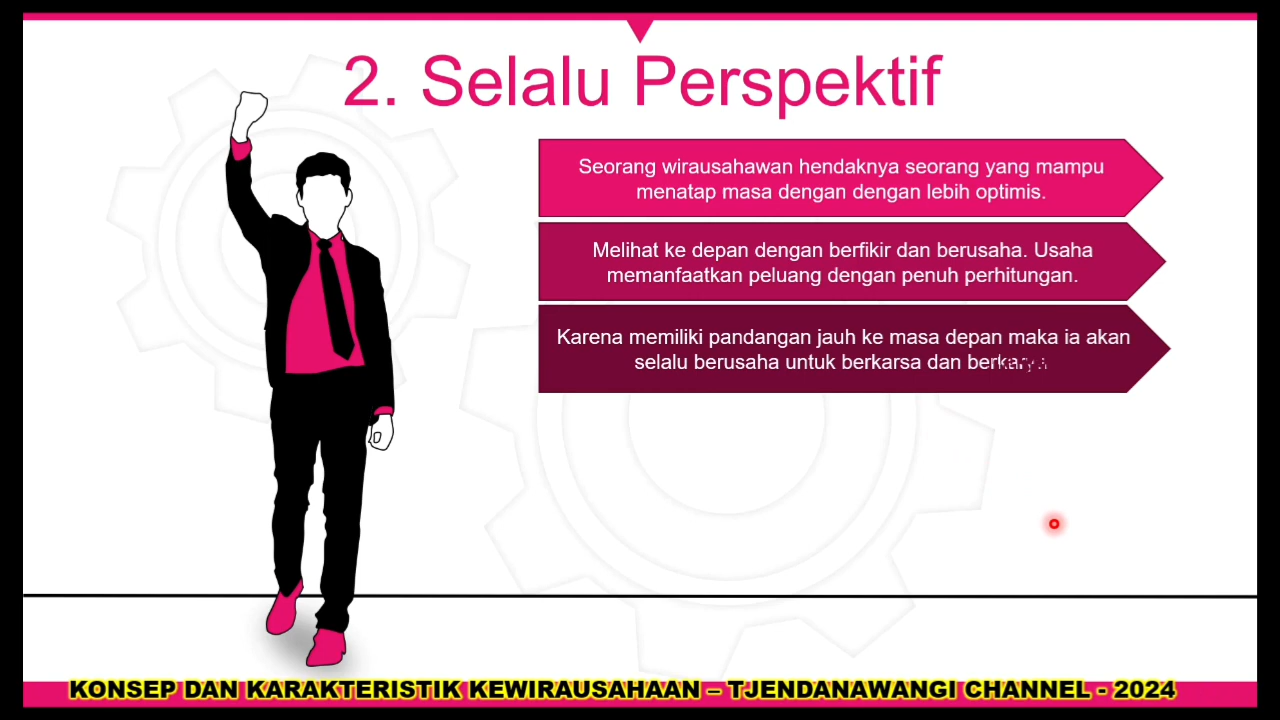 2. Selalu Perspektif
Seorang wirausahawan hendaknya seorang yang mampu
menatap masa dengan dengan lebih optimis.
Melihat ke depan dengan berfikir dan berusaha. Usaha
memanfaatkan peluang dengan penuh perhitungan.
Karena memiliki pandangan jauh ke masa depan maka ia akan
selalu berusaha untuk berkarsa dan berkarya
KONSEP DAN KARAKTERISTIK KEWIRAUSAHAAN – TJENDANAWANGI CHANNEL - 2024